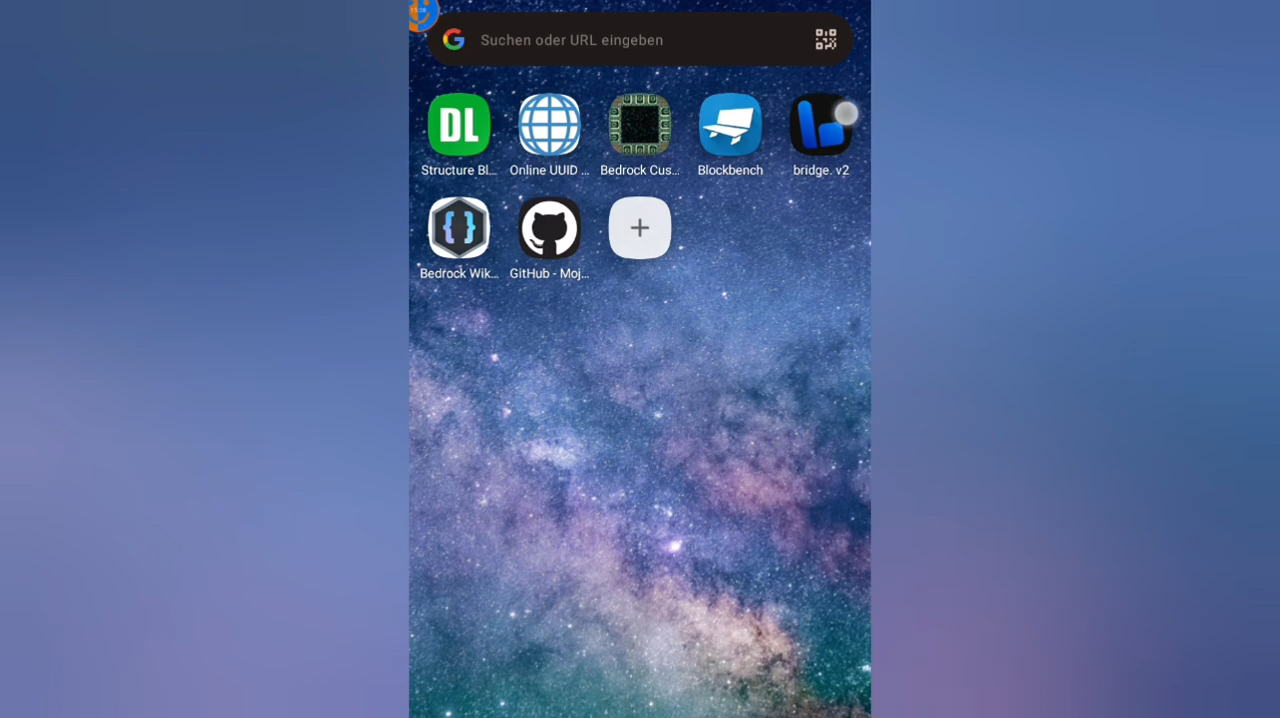 Suchen oder URL eingeben
DL
Structure Bl...
Online UUID ...
Bedrock Cus...
Blockbench
bridge. v2
Bedrock Wik...
GitHub - Moj...